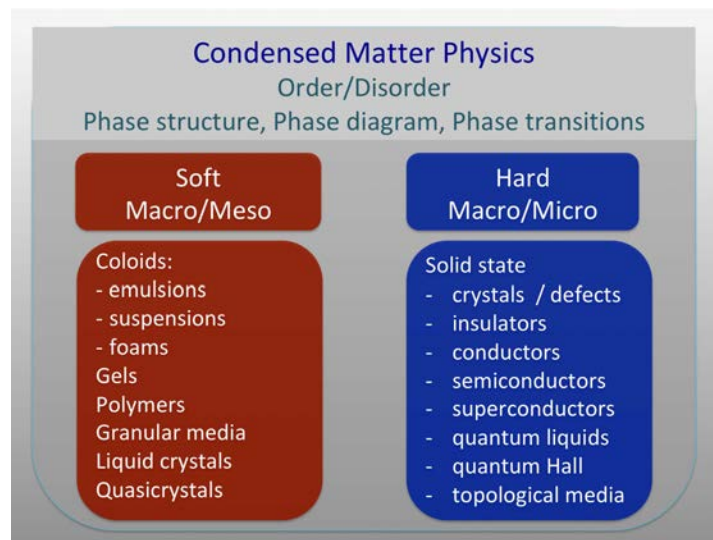 Condensed Matter Physics
Order/Disorder
Phase structure, Phase diagram, Phase transitions
Soft
Macro/Meso
Coloids:
- emulsions
- suspensions
- foams
Gels
Polymers
Granular media
Liquid crystals
Quasicrystals
Hard
Macro/Micro
Solid state
- crystals / defects
- insulators
- conductors
- semiconductors
- superconductors
- quantum liquids
- quantum Hall
- topological media